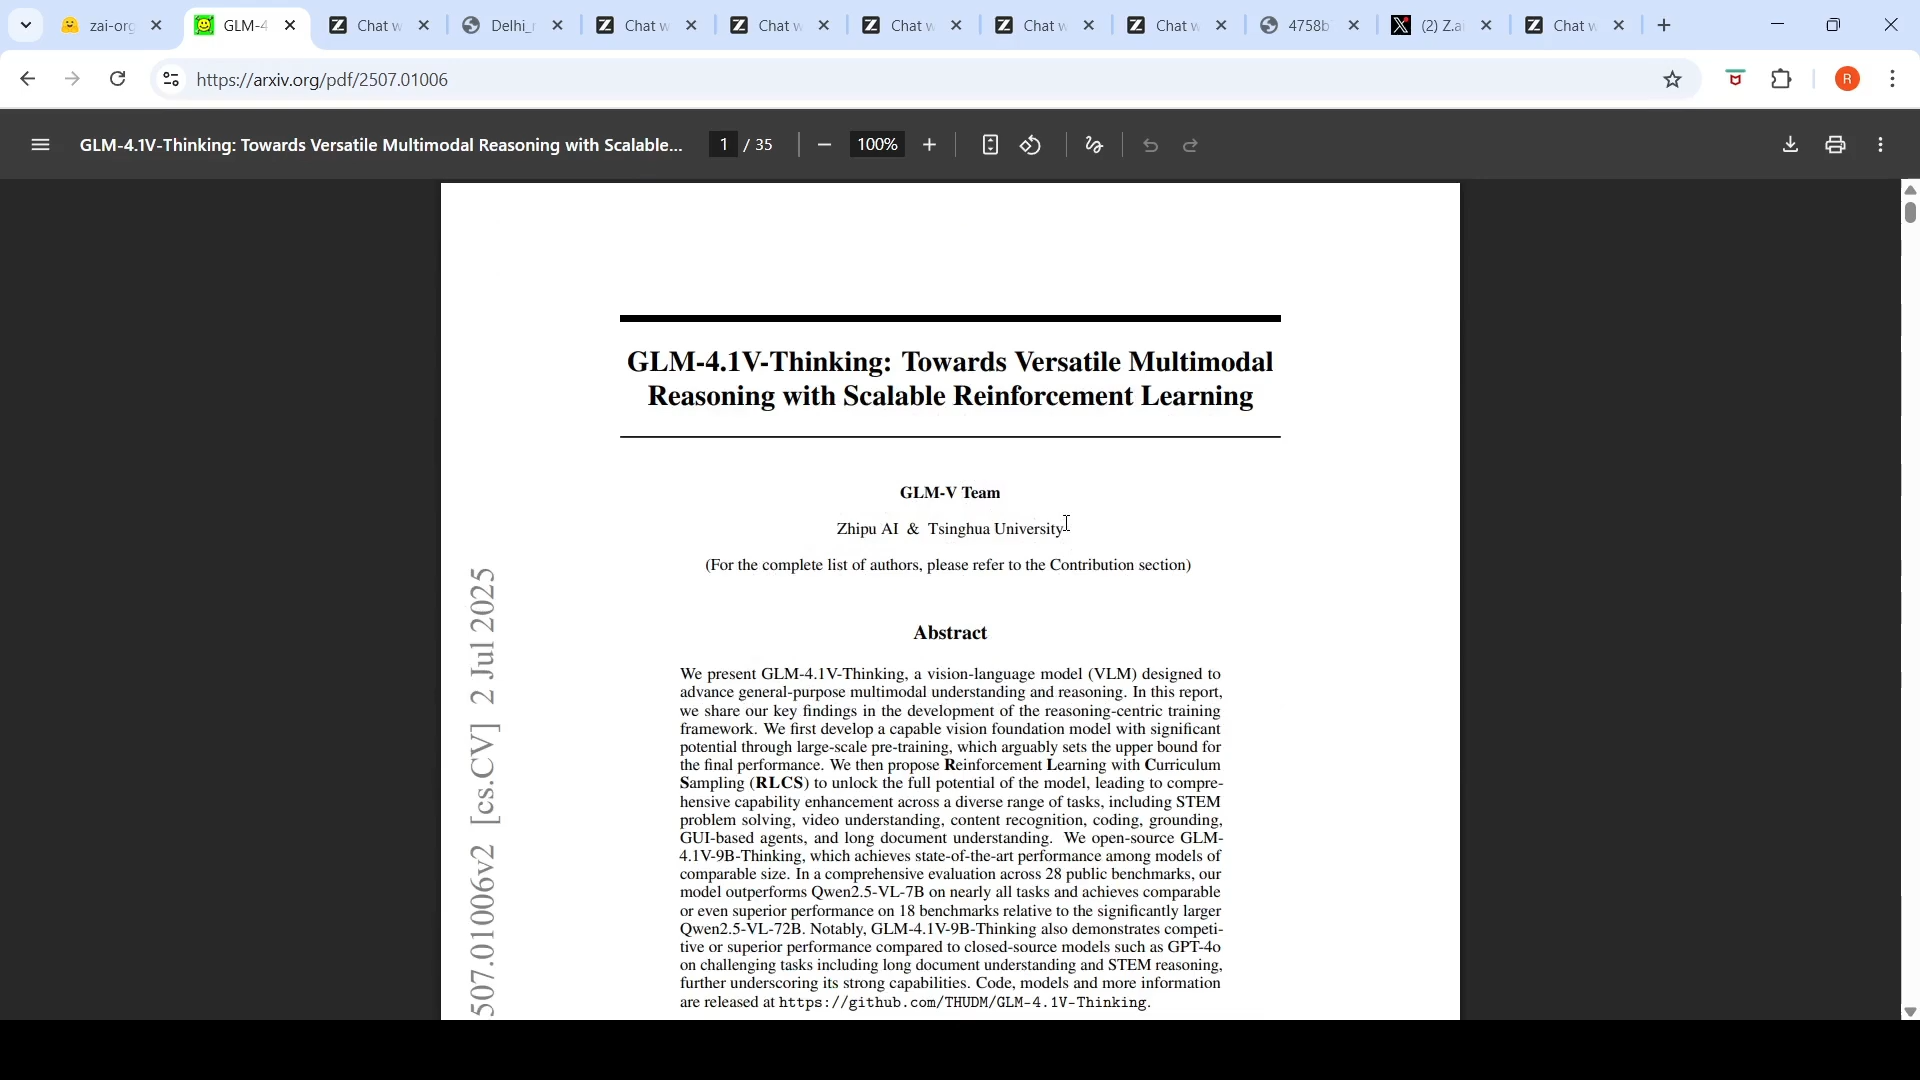 zai-org
GLM-4
Chat w
Delhi_r
Chat w
Chat w
Chat w
Chat w
Chat w
4758b
(2) Z.ai
Chat w
https://arxiv.org/pdf/2507.01006
R
GLM-4.1V-Thinking: Towards Versatile Multimodal Reasoning with Scalable...
1 / 35
100%
GLM-4.1V-Thinking: Towards Versatile Multimodal
Reasoning with Scalable Reinforcement Learning
GLM-V Team
Zhipu AI & Tsinghua University
(For the complete list of authors, please refer to the Contribution section)
Abstract
We present GLM-4.1V-Thinking, a vision-language model (VLM) designed to
advance general-purpose multimodal understanding and reasoning. In this report,
we share our key findings in the development of the reasoning-centric training
framework. We first develop a capable vision foundation model with significant
potential through large-scale pre-training, which arguably sets the upper bound for
the final performance. We then propose Reinforcement Learning with Curriculum
Sampling (RLCS) to unlock the full potential of the model, leading to compre-
hensive capability enhancement across a diverse range of tasks, including STEM
problem solving, video understanding, content recognition, coding, grounding,
GUI-based agents, and long document understanding. We open-source GLM-
4.1V-9B-Thinking, which achieves state-of-the-art performance among models of
comparable size. In a comprehensive evaluation across 28 public benchmarks, our
model outperforms Qwen2.5-VL-7B on nearly all tasks and achieves comparable
or even superior performance on 18 benchmarks relative to the significantly larger
Qwen2.5-VL-72B. Notably, GLM-4.1V-9B-Thinking also demonstrates competi-
tive or superior performance compared to closed-source models such as GPT-4o
on challenging tasks including long document understanding and STEM reasoning,
further underscoring its strong capabilities. Code, models and more information
are released at https://github.com/THUDM/GLM-4.1V-Thinking.
507.01006v2 [cs.CV] 2 Jul 2025